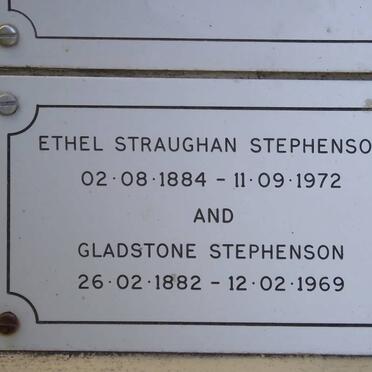 ETHEL STRAUGHAN STEPHENSO
02·08·1884 – 11·09·1972
AND
GLADSTONE STEPHENSON
26·02·1882 – 12·02·1969